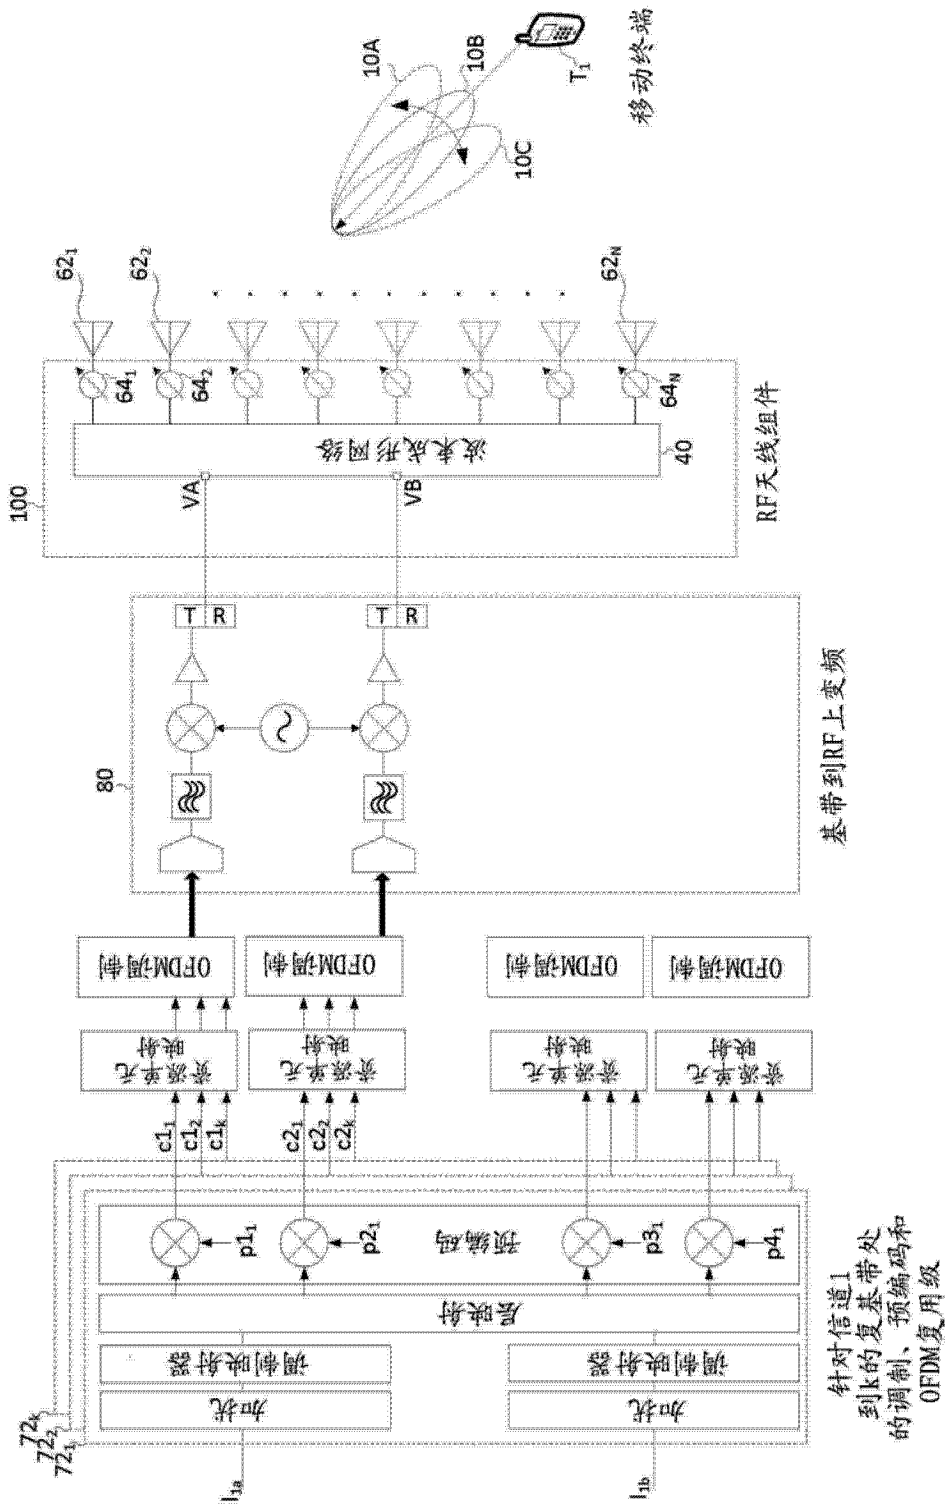 I₁ₐ
I₁b
72₁
72₂
72ₖ
加扰
加扰
调制映射器
调制映射器
层映射
预编码
p1₁
p2₁
p3₁
p4₁
c1₁
c1₂
c1ₖ
c2₁
c2₂
c2ₖ
资源单元
映射
资源单元
映射
资源单元
映射
资源单元
映射
OFDM调制
OFDM调制
OFDM调制
OFDM调制
针对信道1
到k的复基带处
的调制、预编码和
OFDM复用级
80
T R
T R
基带到RF上变频
100
VA
VB
波束成形网络
40
64₁
64₂
64N
62₁
62₂
62N
RF天线组件
10A
10B
10C
T₁
移动终端